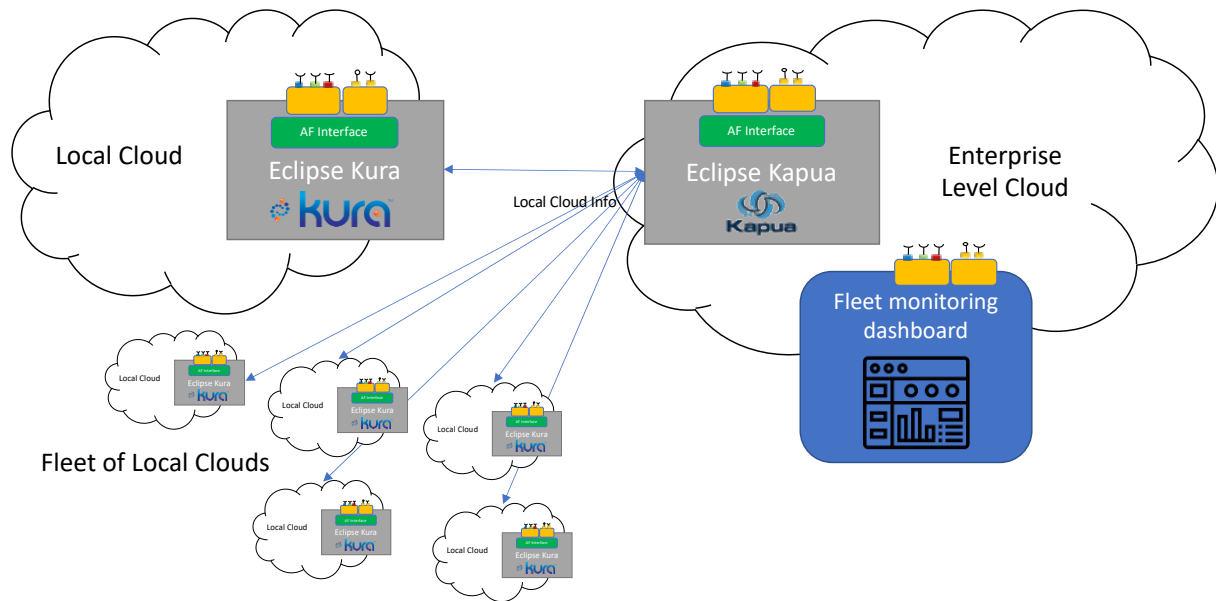 Local Cloud
AF Interface
Eclipse Kura
kura
Local Cloud Info
AF Interface
Eclipse Kapua
Kapua
Enterprise
Level Cloud
Fleet monitoring
dashboard
Local Cloud
AF Interface
Eclipse Kura
kura
Local Cloud
AF Interface
Eclipse Kura
kura
Local Cloud
AF Interface
Eclipse Kura
kura
Fleet of Local Clouds
Local Cloud
AF Interface
Eclipse Kura
kura
Local Cloud
AF Interface
Eclipse Kura
kura